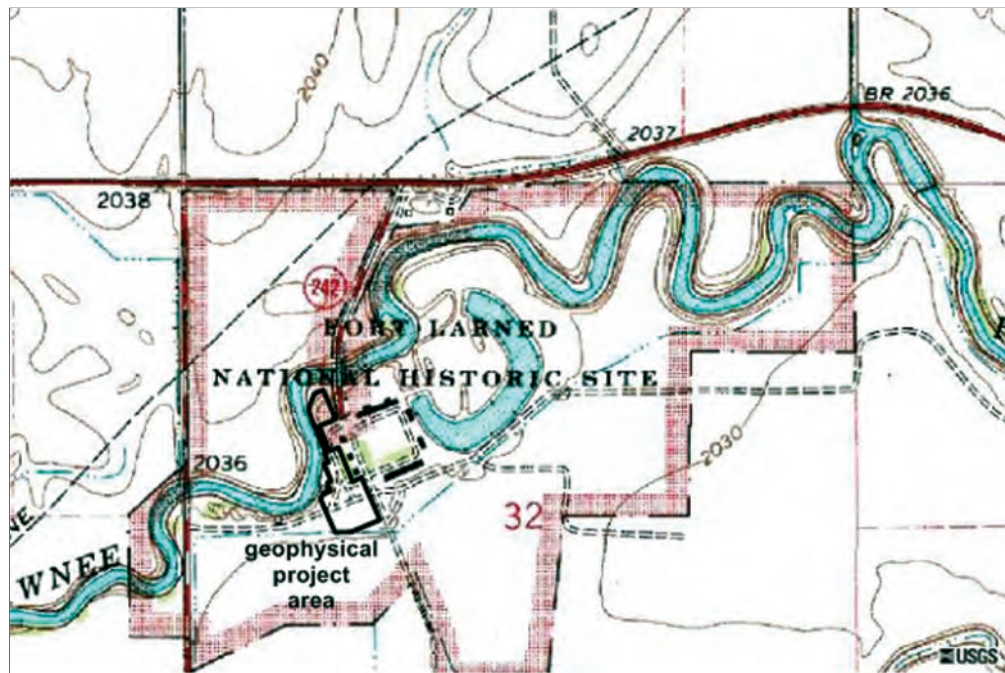 2040
BR 2036
2037
2038
242
FORT LARNED
NATIONAL HISTORIC SITE
2036
2030
32
NE
WNEE
geophysical
project
area
USGS